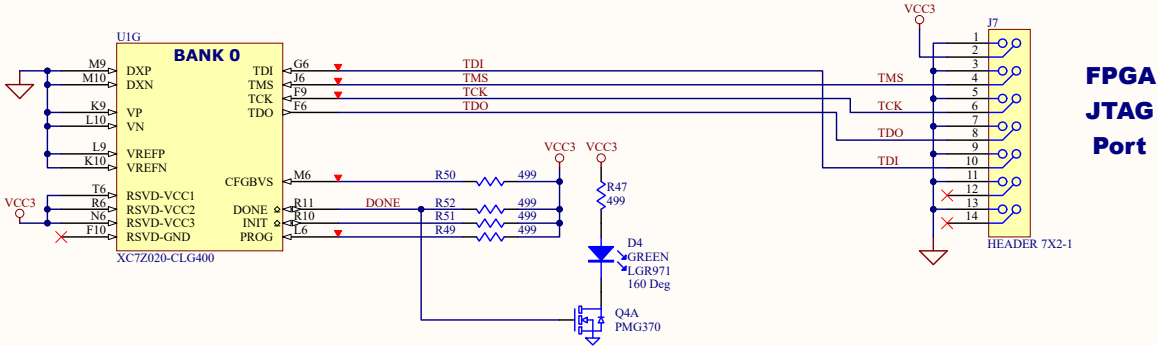 VCC3
U1G
BANK 0
J7
M9 DXP
M10 DXN
K9 VP
L10 VN
L9 VREFP
K10 VREFN
T6 RSVD-VCC1
VCC3
R6 RSVD-VCC2
N6 RSVD-VCC3
F10 RSVD-GND
XC7Z020-CLG400
TDI G6 TDI
TMS J6 TMS
TCK F9 TCK
TDO F6 TDO
CFGBVS M6 R50 499
DONE R11 DONE R52 499
INIT R10 R51 499
PROG L6 R49 499
VCC3
VCC3
R47
499
D4
GREEN
LGR971
160 Deg
Q4A
PMG370
TMS
TCK
TDO
TDI
1
2
3
4
5
6
7
8
9
10
11
12
13
14
HEADER 7X2-1
FPGA
JTAG
Port